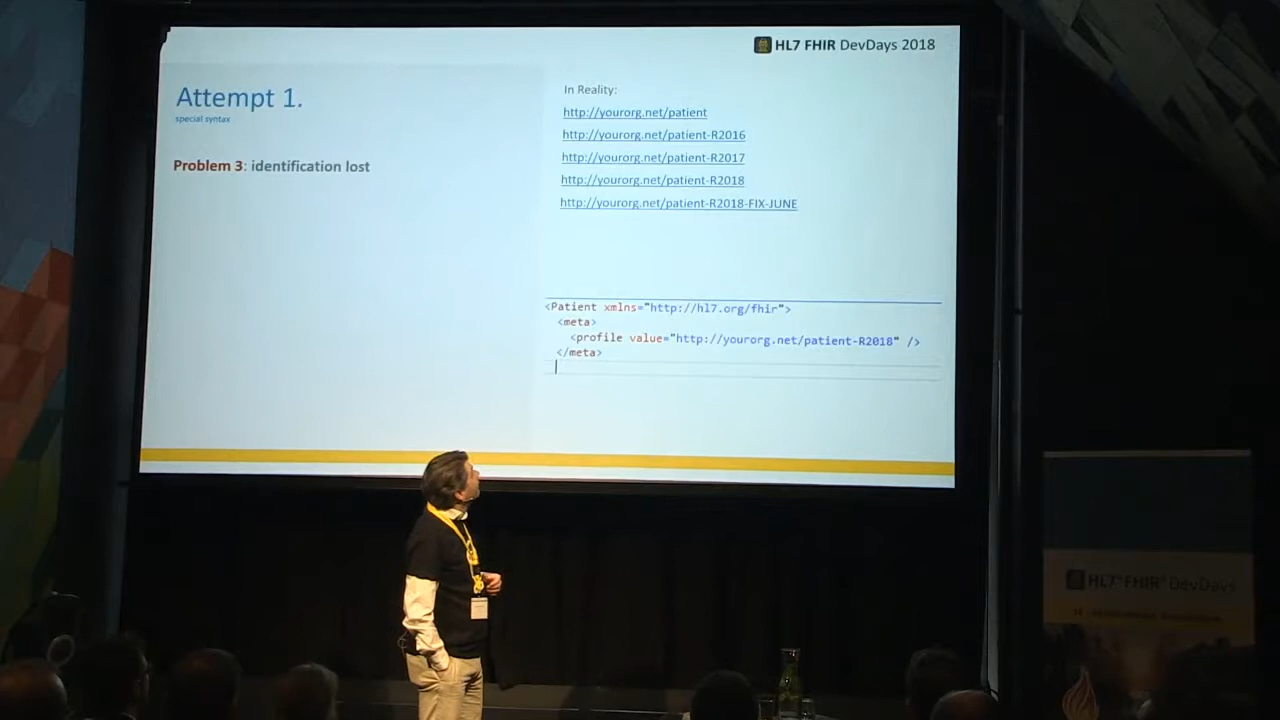 HL7 FHIR DevDays 2018
Attempt 1.
special syntax
Problem 3: identification lost
In Reality:
http://yourorg.net/patient
http://yourorg.net/patient-R2016
http://yourorg.net/patient-R2017
http://yourorg.net/patient-R2018
http://yourorg.net/patient-R2018-FIX-JUNE
<Patient xmlns="http://hl7.org/fhir">
<meta>
<profile value="http://yourorg.net/patient-R2018" />
</meta>
HL7® FHIR® DevDays